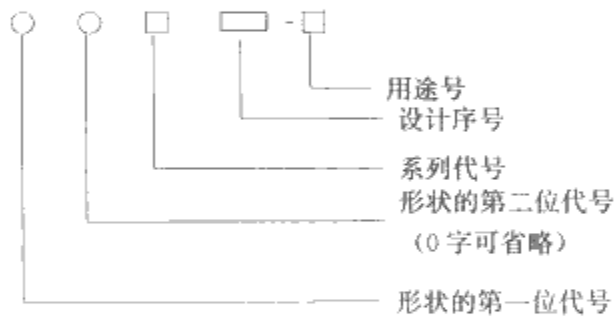 用途号
设计序号
系列代号
形状的第二位代号
（0字可省略）
形状的第一位代号